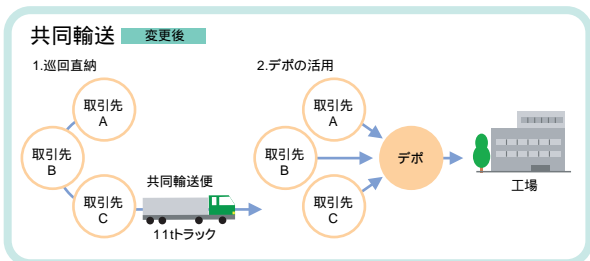 共同輸送 変更後
1.巡回直納
取引先
A
取引先
B
取引先
C
共同輸送便
11tトラック
2.デポの活用
取引先
A
取引先
B
取引先
C
デポ
工場